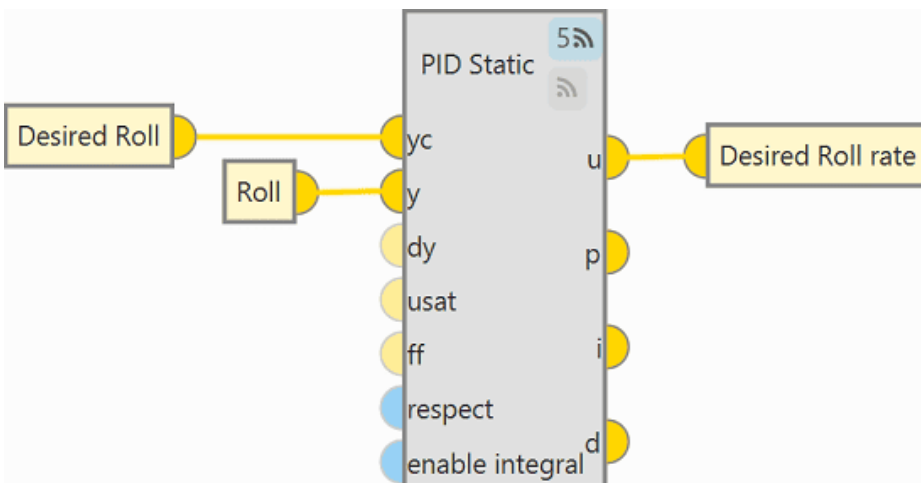 5
PID Static
Desired Roll
yc
u
Desired Roll rate
Roll
y
dy
p
usat
ff
i
respect
d
enable integral